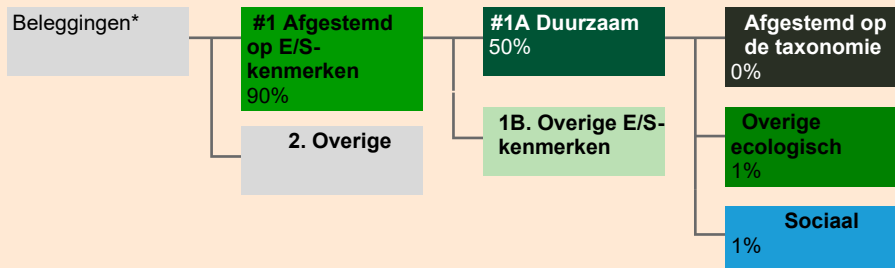 Beleggingen*
#1 Afgestemd
op E/S-
kenmerken
90%
2. Overige
#1A Duurzaam
50%
1B. Overige E/S-
kenmerken
Afgestemd op
de taxonomie
0%
Overige
ecologisch
1%
Sociaal
1%